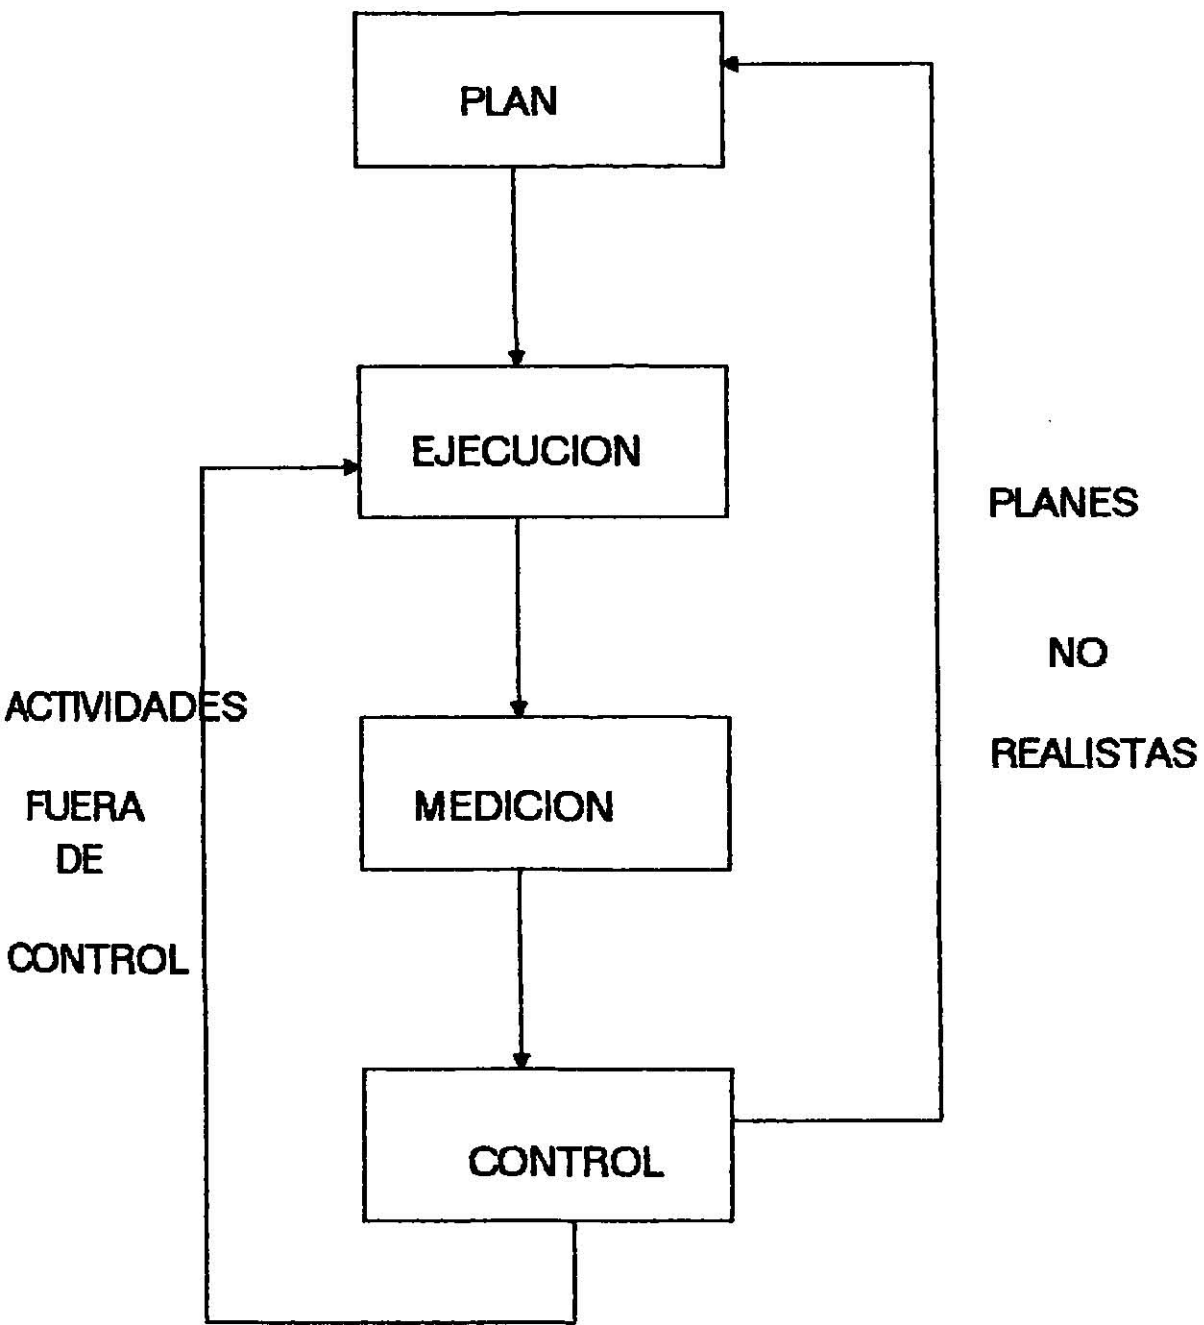 PLAN
EJECUCION
PLANES
NO
REALISTAS
ACTIVIDADES
FUERA
DE
CONTROL
MEDICION
CONTROL